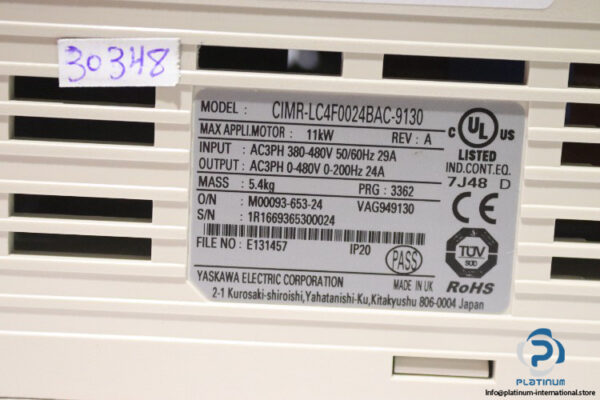 30348
MODEL : CIMR-LC4F0024BAC-9130
MAX APPLI.MOTOR : 11kW REV : A
INPUT : AC3PH 380-480V 50/60Hz 29A
OUTPUT : AC3PH 0-480V 0-200Hz 24A
MASS : 5.4kg PRG : 3362
O/N : M00093-653-24 VAG949130
S/N : 1R1669365300024
FILE NO : E131457 IP20 PASS
YASKAWA ELECTRIC CORPORATION MADE IN UK
2-1 Kurosaki-shiroishi,Yahatanishi-Ku,Kitakyushu 806-0004 Japan
C UL US
LISTED
IND.CONT.EQ.
7J48 D
CE
TÜV
SÜD
RoHS
PLATINUM
Info@platinum-international.store